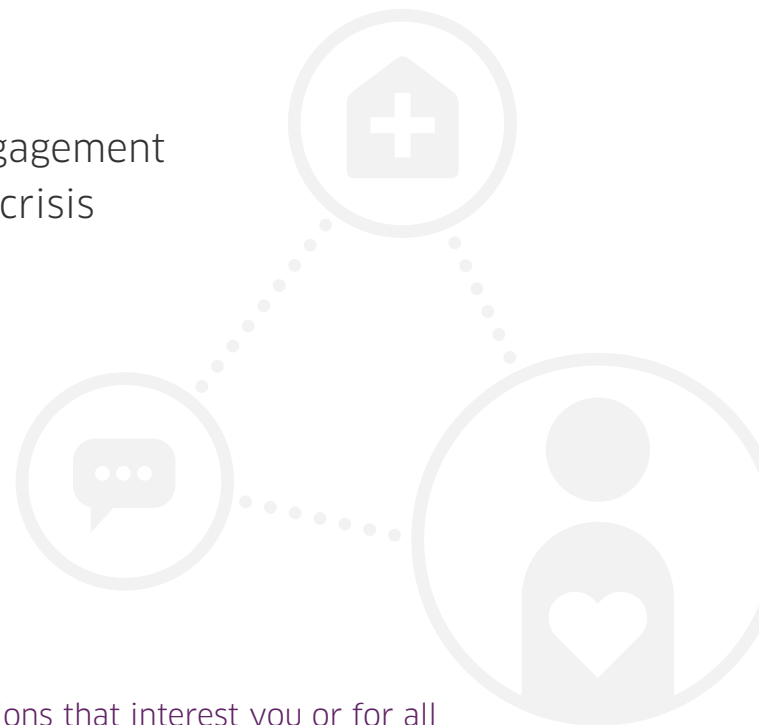 gagement
crisis
ons that interest you or for all